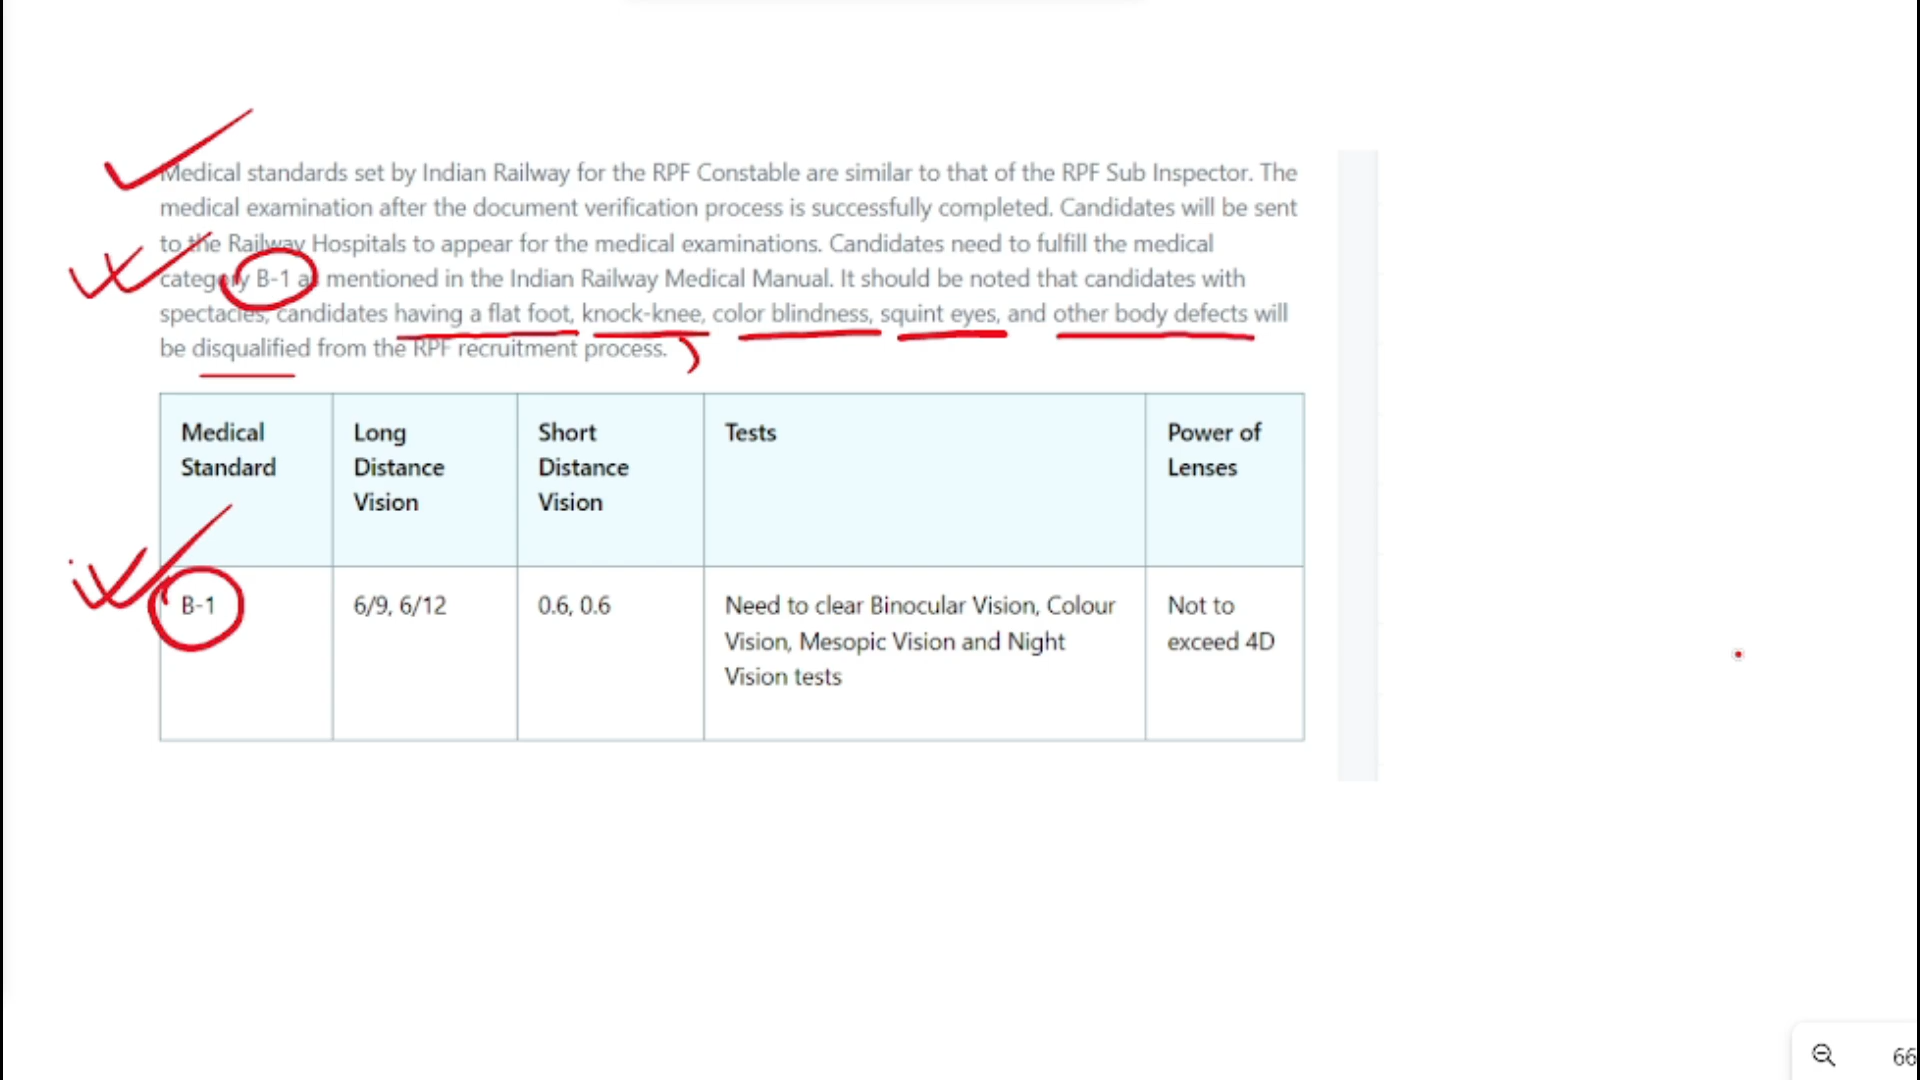 Medical standards set by Indian Railway for the RPF Constable are similar to that of the RPF Sub Inspector. The
medical examination after the document verification process is successfully completed. Candidates will be sent
to the Railway Hospitals to appear for the medical examinations. Candidates need to fulfill the medical
category B-1 as mentioned in the Indian Railway Medical Manual. It should be noted that candidates with
spectacles, candidates having a flat foot, knock-knee, color blindness, squint eyes, and other body defects will
be disqualified from the RPF recruitment process.
Medical
Standard
Long
Distance
Vision
Short
Distance
Vision
Tests
Power of
Lenses
B-1
6/9, 6/12
0.6, 0.6
Need to clear Binocular Vision, Colour
Vision, Mesopic Vision and Night
Vision tests
Not to
exceed 4D
66